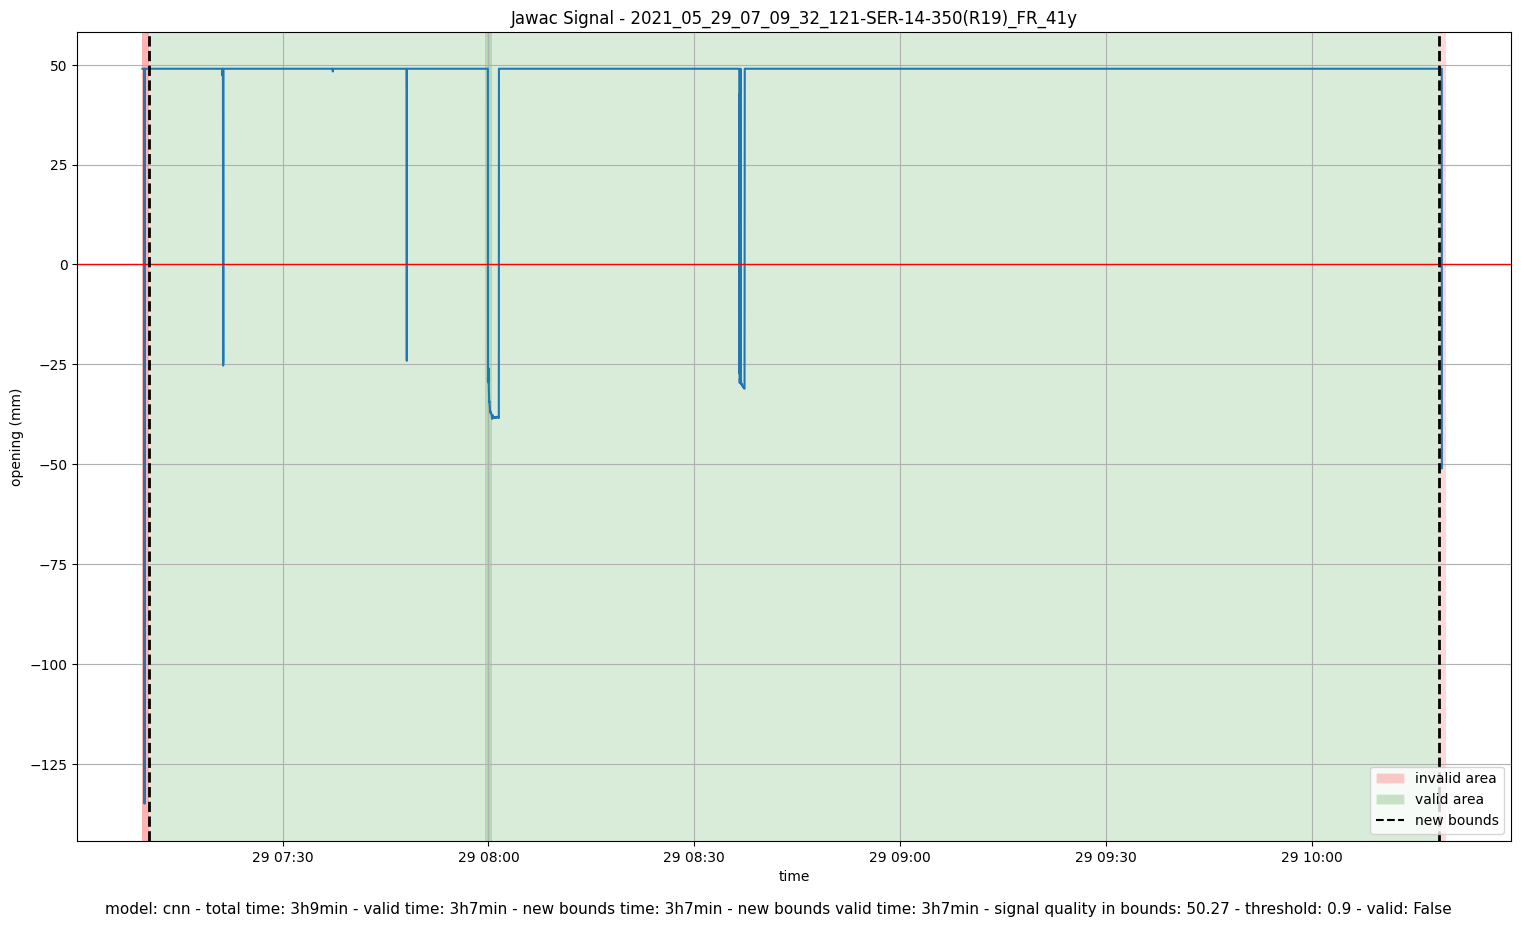 Jawac Signal - 2021_05_29_07_09_32_121-SER-14-350(R19)_FR_41y
50
25
0
−25
−50
−75
−100
−125
opening (mm)
29 07:30
29 08:00
29 08:30
29 09:00
29 09:30
29 10:00
time
invalid area
valid area
new bounds
model: cnn - total time: 3h9min - valid time: 3h7min - new bounds time: 3h7min - new bounds valid time: 3h7min - signal quality in bounds: 50.27 - threshold: 0.9 - valid: False